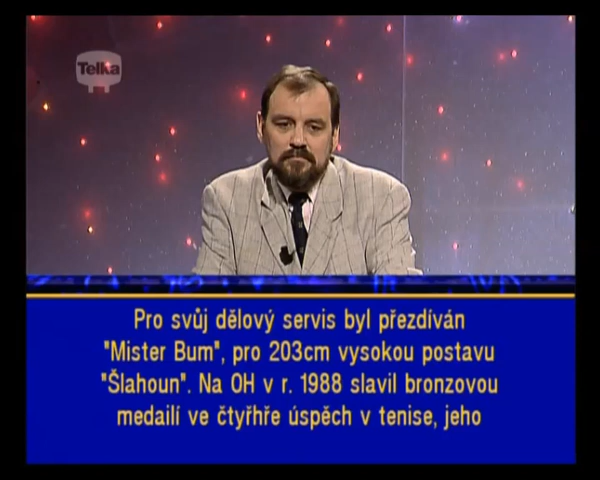 Telka
Pro svůj dělový servis byl přezdíván
"Mister Bum", pro 203cm vysokou postavu
"Šlahoun". Na OH v r. 1988 slavil bronzovou
medailí ve čtyřhře úspěch v tenise, jeho